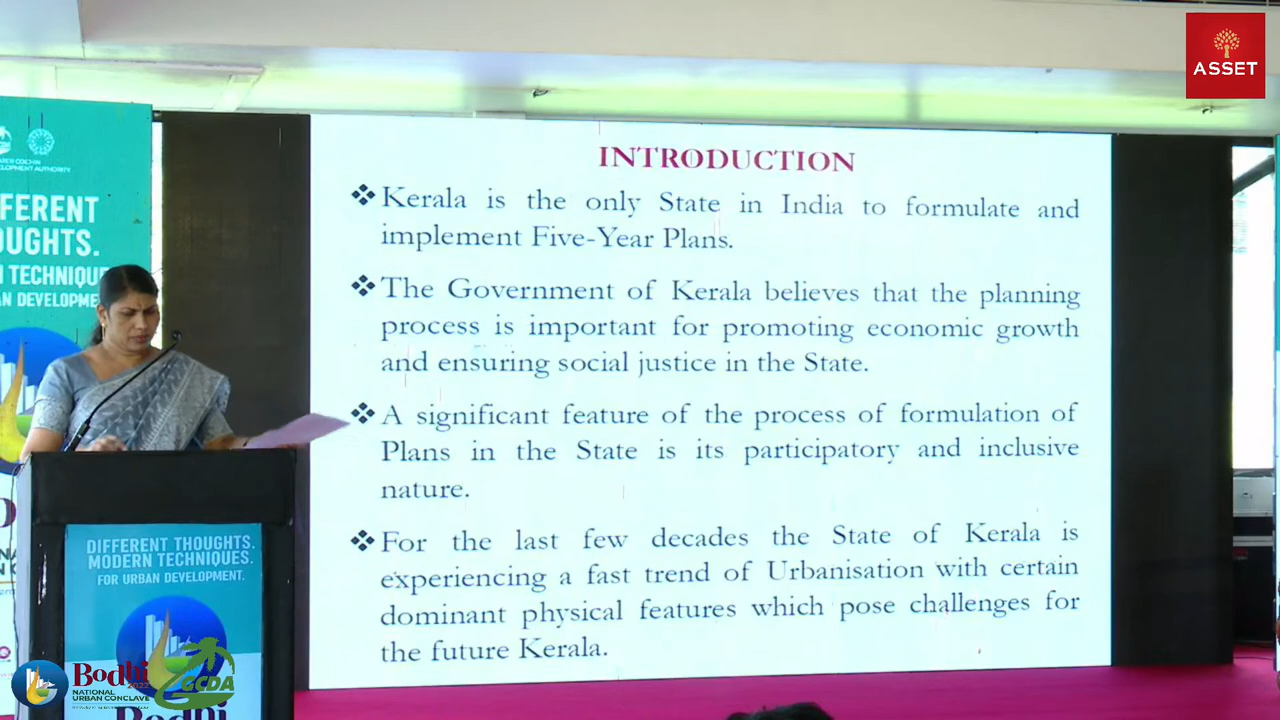 ASSET
DEVELOPMENT AUTHORITY
FERENT
OUGHTS.
INTRODUCTION
❖ Kerala is the only State in India to formulate and
implement Five-Year Plans.
❖ The Government of Kerala believes that the planning
process is important for promoting economic growth
and ensuring social justice in the State.
❖ A significant feature of the process of formulation of
Plans in the State is its participatory and inclusive
nature.
❖ For the last few decades the State of Kerala is
experiencing a fast trend of Urbanisation with certain
dominant physical features which pose challenges for
the future Kerala.
DIFFERENT THOUGHTS.
MODERN TECHNIQUES.
FOR URBAN DEVELOPMENT.
Bodhi
NATIONAL
URBAN CONCLAVE
GCDA
Bodhi